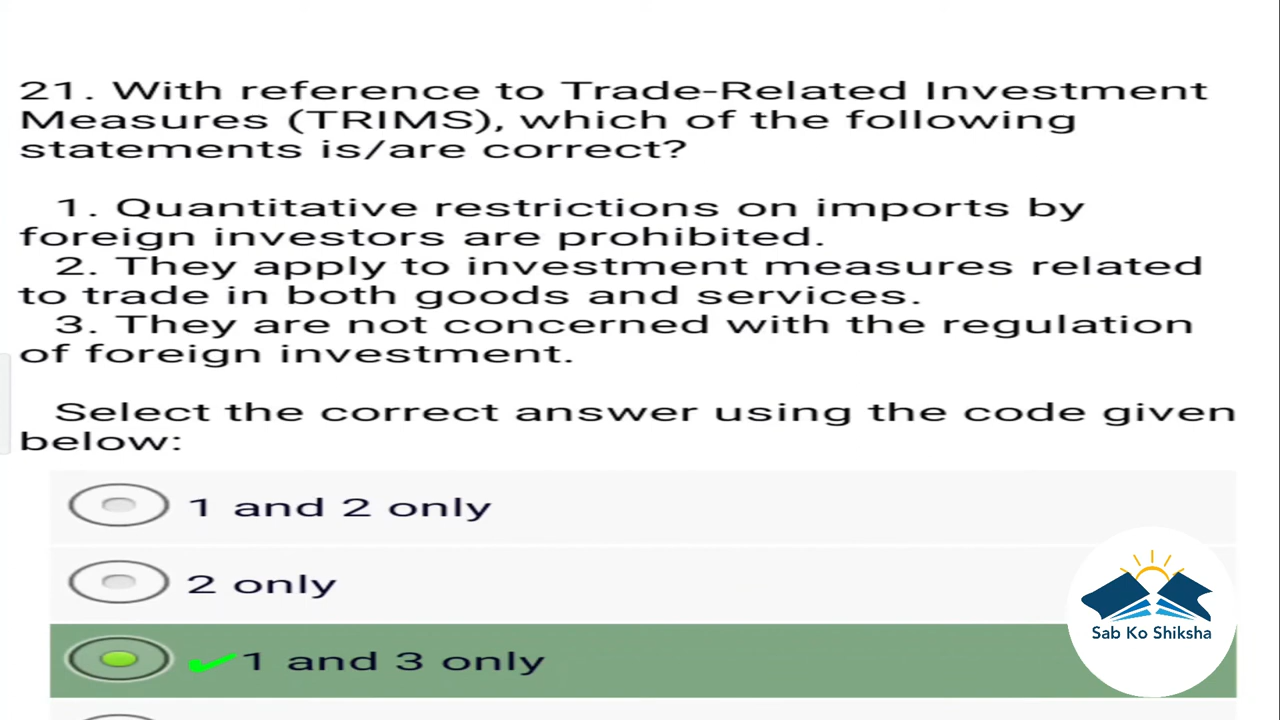 21. With reference to Trade-Related Investment
Measures (TRIMS), which of the following
statements is/are correct?
1. Quantitative restrictions on imports by
foreign investors are prohibited.
2. They apply to investment measures related
to trade in both goods and services.
3. They are not concerned with the regulation
of foreign investment.
Select the correct answer using the code given
below:
1 and 2 only
2 only
1 and 3 only
Sab Ko Shiksha